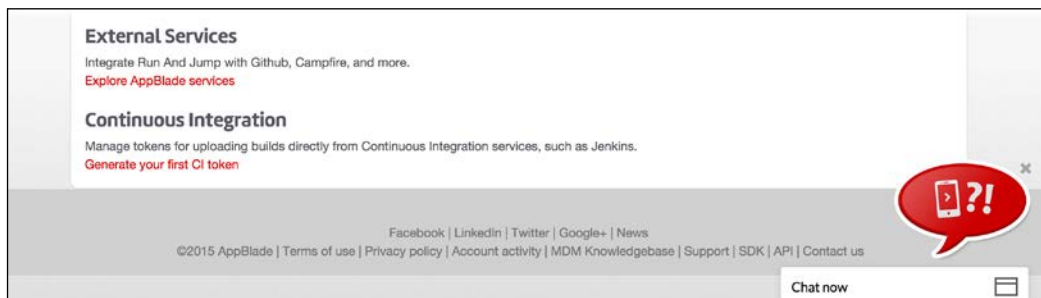 External Services
Integrate Run And Jump with Github, Campfire, and more.
Explore AppBlade services
Continuous Integration
Manage tokens for uploading builds directly from Continuous Integration services, such as Jenkins.
Generate your first CI token
?!
Facebook | LinkedIn | Twitter | Google+ | News
©2015 AppBlade | Terms of use | Privacy policy | Account activity | MDM Knowledgebase | Support | SDK | API | Contact us
Chat now